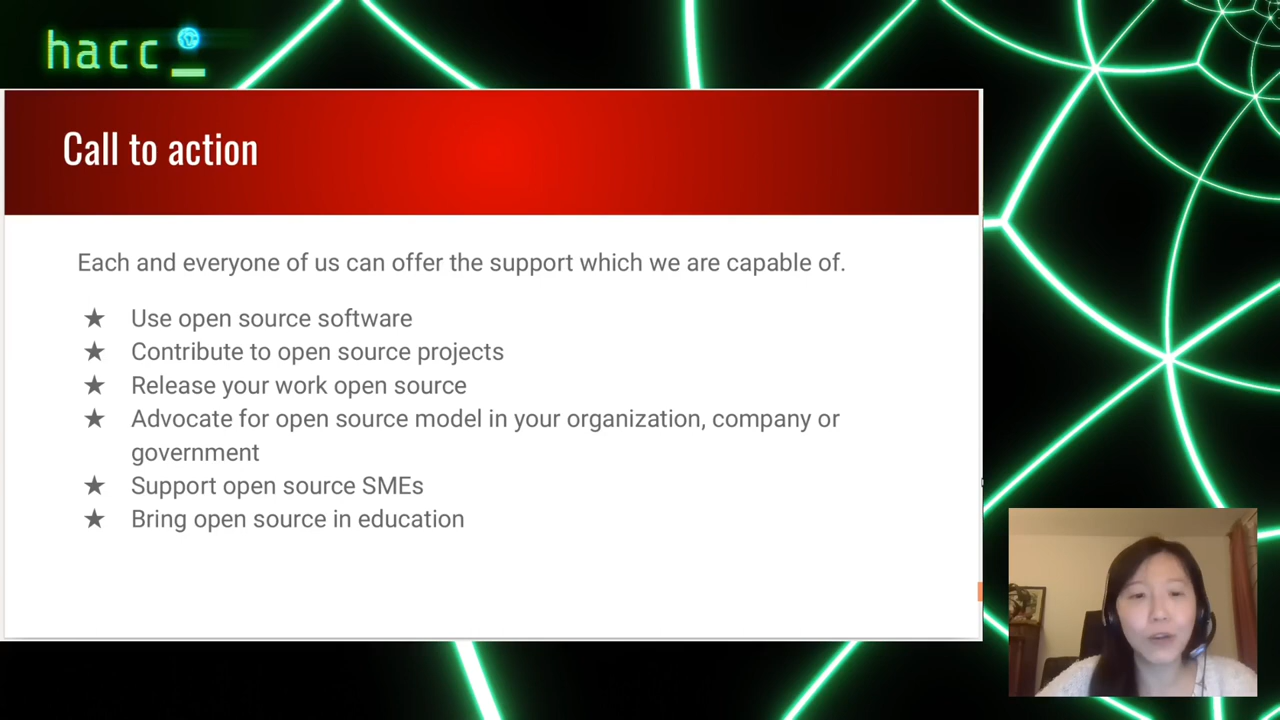 hacc_
Call to action
Each and everyone of us can offer the support which we are capable of.
★ Use open source software
★ Contribute to open source projects
★ Release your work open source
★ Advocate for open source model in your organization, company or
government
★ Support open source SMEs
★ Bring open source in education